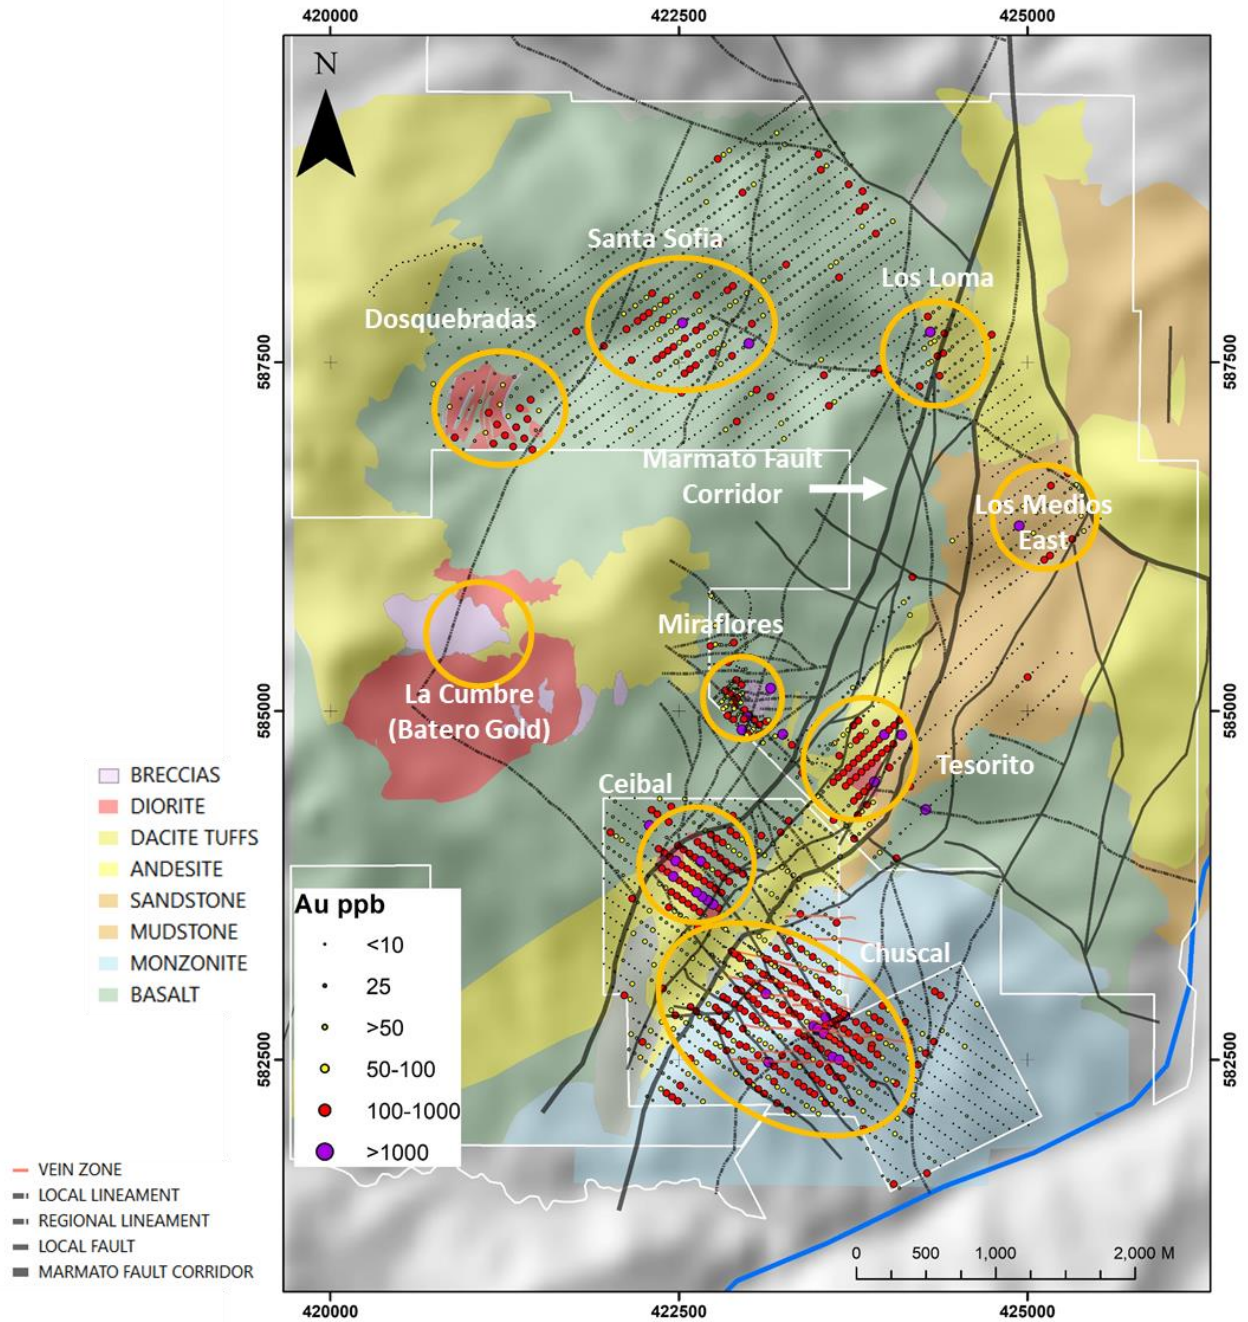 420000 422500 425000
N
Santa Sofia
Los Loma
Dosquebradas
587500
587500
Marmato Fault
Corridor
Los Medios
East
Miraflores
La Cumbre
(Batero Gold)
585000
585000
Tesorito
Ceibal
BRECCIAS
DIORITE
DACITE TUFFS
ANDESITE
SANDSTONE
MUDSTONE
MONZONITE
BASALT
Au ppb
<10
25
>50
50-100
100-1000
>1000
Chuscal
582500
582500
VEIN ZONE
LOCAL LINEAMENT
REGIONAL LINEAMENT
LOCAL FAULT
MARMATO FAULT CORRIDOR
0 500 1,000 2,000 M
420000 422500 425000